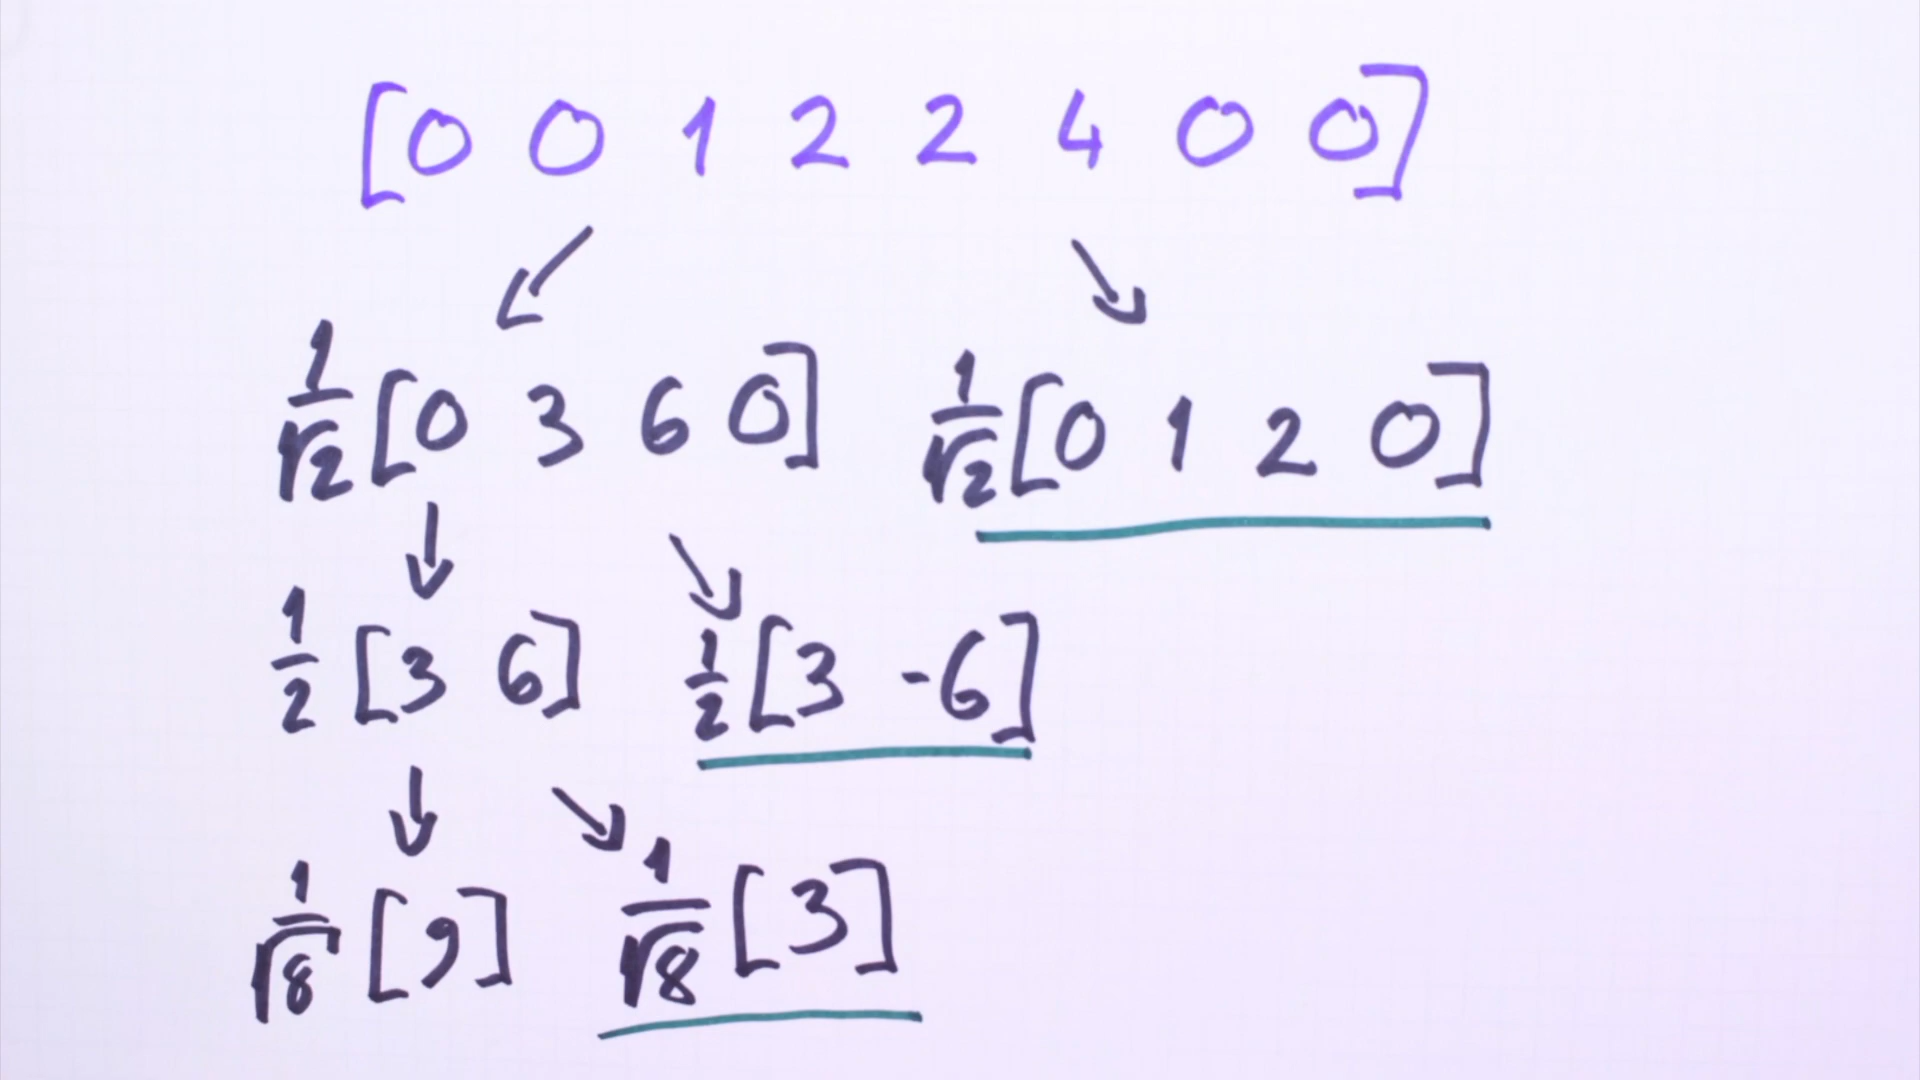 [0 0 1 2 2 4 0 0]
1/√2 [0 3 6 0] 1/√2 [0 1 2 0]
1/2 [3 6] 1/2 [3 -6]
1/√8 [9] 1/√8 [3]